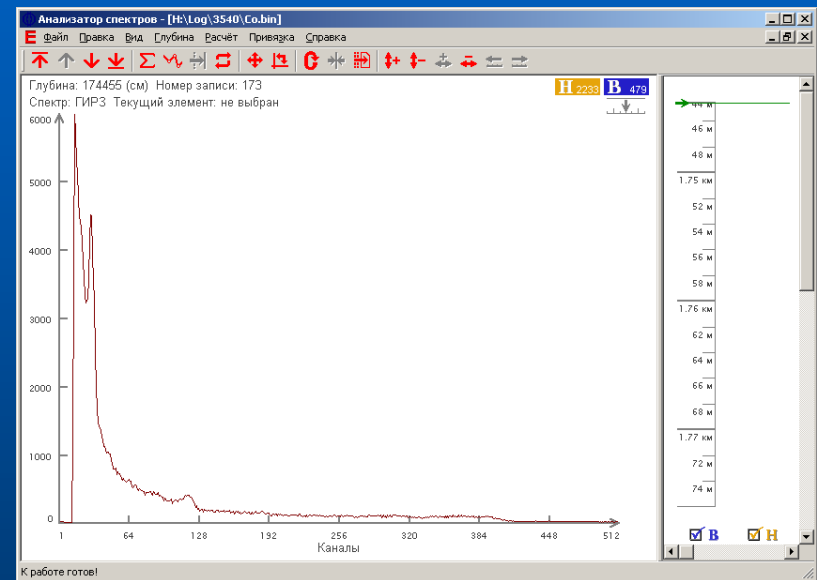 Анализатор спектров - [H:\Log\3540\Co.bin]
Файл Правка Вид Глубина Расчёт Привязка Справка
Глубина: 174455 (см) Номер записи: 173
Спектр: ГИРЗ Текущий элемент: не выбран
H 2233 B 479
6000
5000
4000
3000
2000
1000
0
1 64 128 192 256 320 384 448 512
Каналы
44 м
46 м
48 м
1.75 км
52 м
54 м
56 м
58 м
1.76 км
62 м
64 м
66 м
68 м
1.77 км
72 м
74 м
B H
К работе готов!